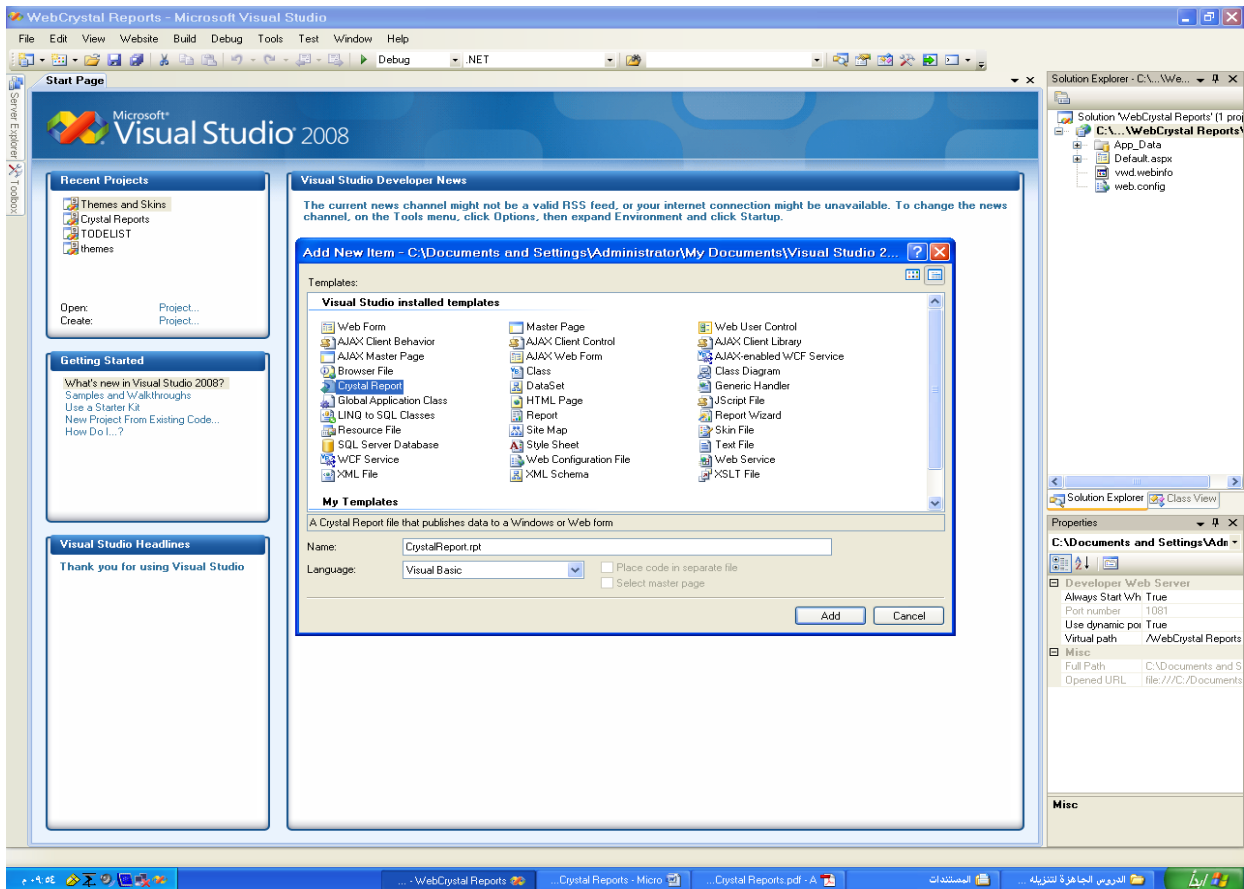 WebCrystal Reports - Microsoft Visual Studio
File Edit View Website Build Debug Tools Test Window Help
Debug .NET
Server Explorer
Toolbox
Start Page
Microsoft®
Visual Studio® 2008
Recent Projects
Themes and Skins
Crystal Reports
TODELIST
themes
Open: Project...
Create: Project...
Getting Started
What's new in Visual Studio 2008?
Samples and Walkthroughs
Use a Starter Kit
New Project From Existing Code...
How Do I...?
Visual Studio Headlines
Thank you for using Visual Studio
Visual Studio Developer News
The current news channel might not be a valid RSS feed, or your internet connection might be unavailable. To change the news
channel, on the Tools menu, click Options, then expand Environment and click Startup.
Add New Item - C:\Documents and Settings\Administrator\My Documents\Visual Studio 2...
Templates:
Visual Studio installed templates
Web Form Master Page Web User Control
AJAX Client Behavior AJAX Client Control AJAX Client Library
AJAX Master Page AJAX Web Form AJAX-enabled WCF Service
Browser File Class Class Diagram
Crystal Report DataSet Generic Handler
Global Application Class HTML Page JScript File
LINQ to SQL Classes Report Report Wizard
Resource File Site Map Skin File
SQL Server Database Style Sheet Text File
WCF Service Web Configuration File Web Service
XML File XML Schema XSLT File
My Templates
A Crystal Report file that publishes data to a Windows or Web form
Name: CrystalReport.rpt
Language: Visual Basic Place code in separate file
Select master page
Add Cancel
Solution Explorer - C:\...\We...
Solution 'WebCrystal Reports' (1 proj
C:\...\WebCrystal Reports\
App_Data
Default.aspx
vwd.webinfo
web.config
Solution Explorer Class View
Properties
C:\Documents and Settings\Adm
Developer Web Server
Always Start Wh True
Port number 1081
Use dynamic por True
Virtual path /WebCrystal Reports
Misc
Full Path C:\Documents and S
Opened URL file:///C:/Documents
Misc
ابدأ
الدروس الجاهزة لتنزيله ...
المستندات
...Crystal Reports.pdf - A
...Crystal Reports - Micro
... - WebCrystal Reports
٠٩:٥٤ م